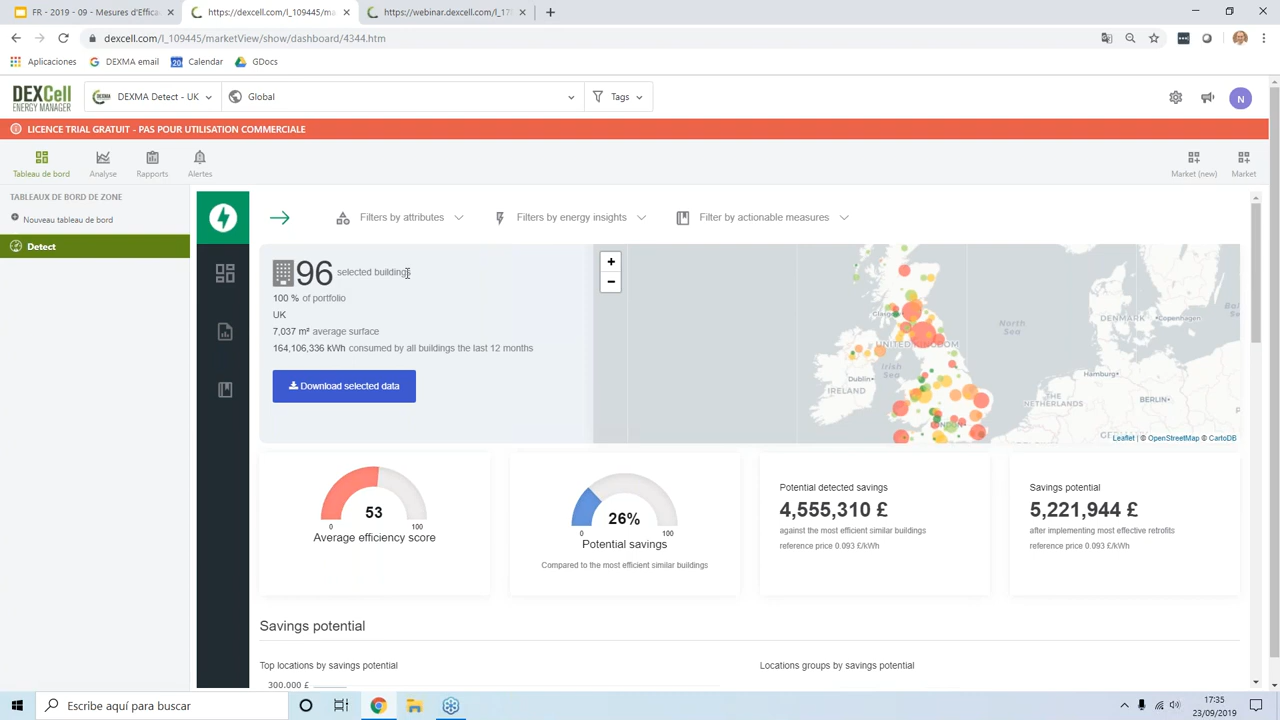 FR - 2019 - 09 - Mesures d'Effica
https://dexcell.com/l_109445/ma
https://webinar.dexcell.com/l_17
dexcell.com/l_109445/marketView/show/dashboard/4344.htm
Aplicaciones DEXMA email Calendar GDocs
DEXCell ENERGY MANAGER
DEXMA Detect - UK
Global
Tags
N
LICENCE TRIAL GRATUIT - PAS POUR UTILISATION COMMERCIALE
Tableau de bord Analyse Rapports Alertes Market (new) Market
TABLEAUX DE BORD DE ZONE
Nouveau tableau de bord
Detect
Filters by attributes Filters by energy insights Filter by actionable measures
96 selected buildings
100 % of portfolio
UK
7,037 m² average surface
164,106,336 kWh consumed by all buildings the last 12 months
Download selected data
+
−
North Sea
DENMARK
Copenhagen
UNITED KINGDOM
Irish Sea
Dublin
IRELAND
Hamburg
THE NETHERLANDS
BERLIN
Leaflet | © OpenStreetMap © CartoDB
53
0 100
Average efficiency score
26%
0 100
Potential savings
Compared to the most efficient similar buildings
Potential detected savings
4,555,310 £
against the most efficient similar buildings
reference price 0.093 £/kWh
Savings potential
5,221,944 £
after implementing most effective retrofits
reference price 0.093 £/kWh
Savings potential
Top locations by savings potential
Locations groups by savings potential
300,000 £
Escribe aquí para buscar
17:35
23/09/2019